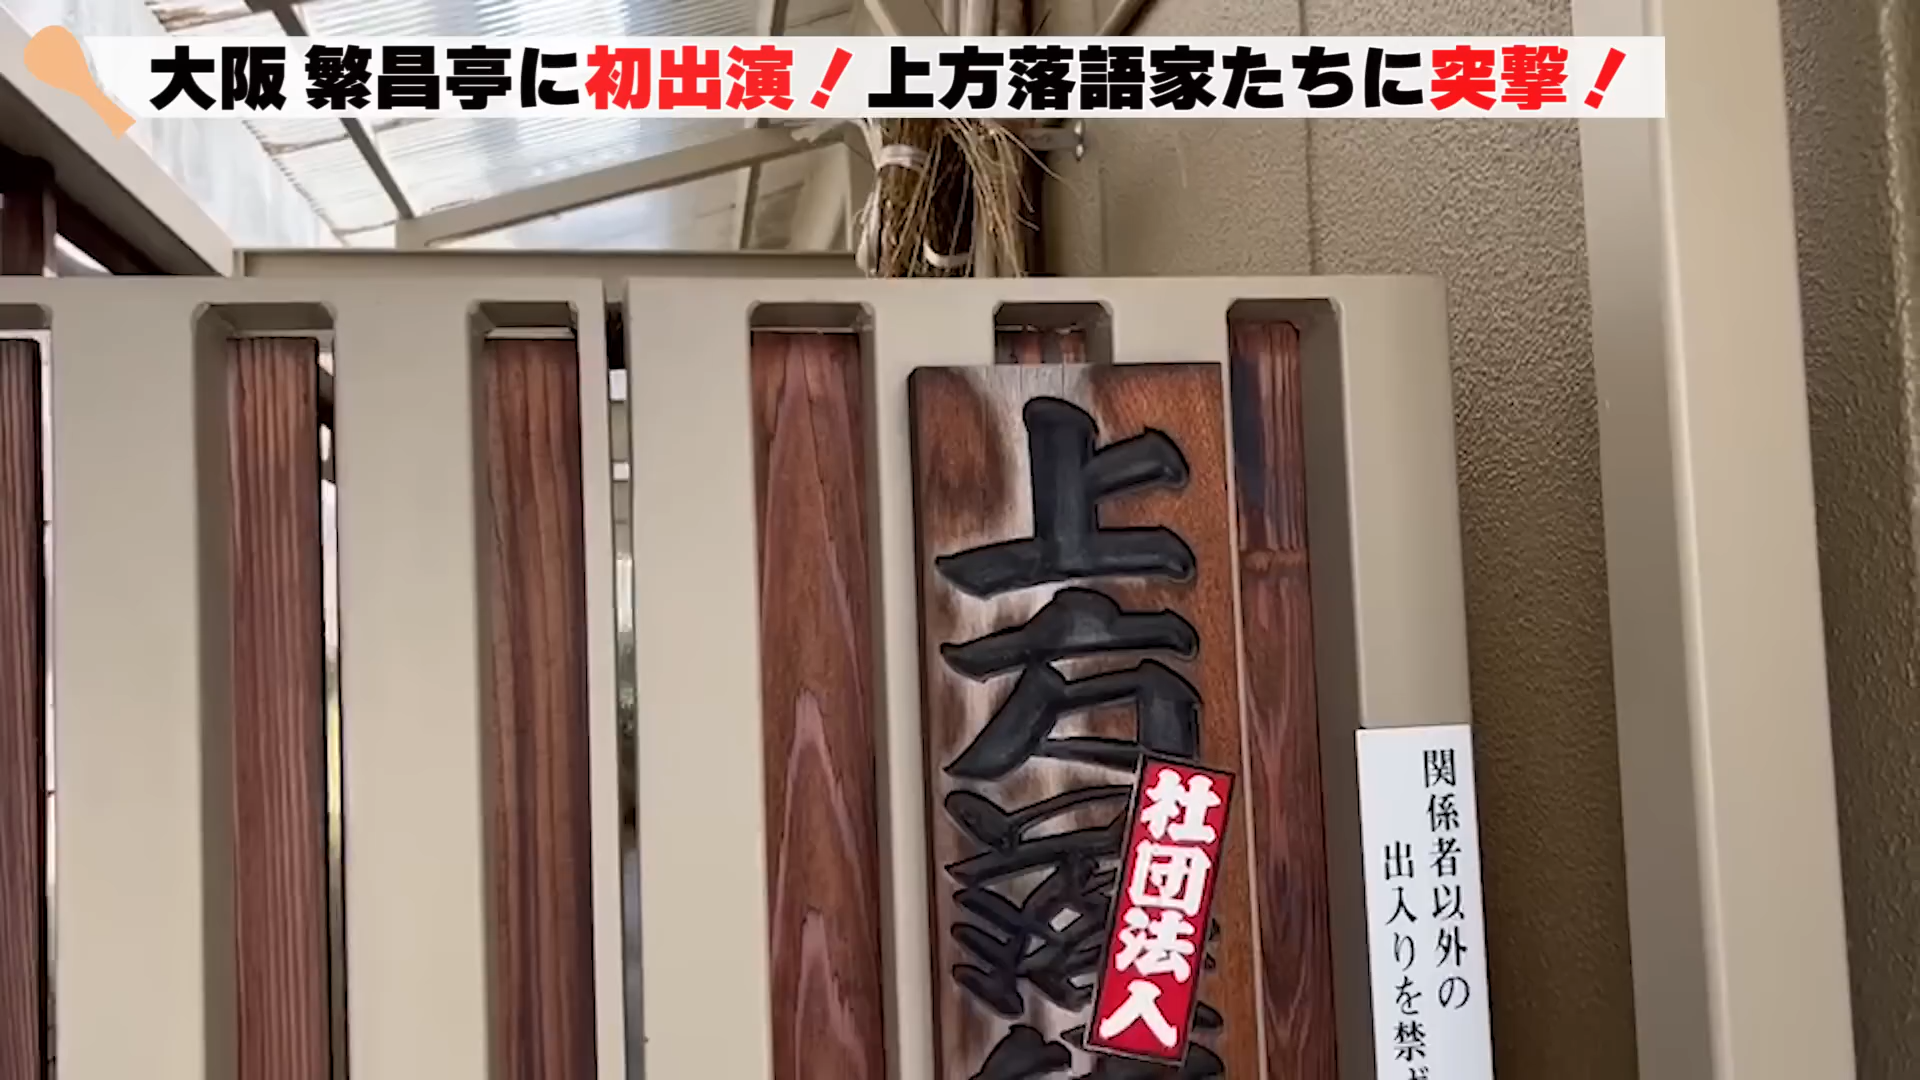 大阪 繁昌亭に初出演！上方落語家たちに突撃！
上方落
社団法人
関係者以外の
出入りを禁